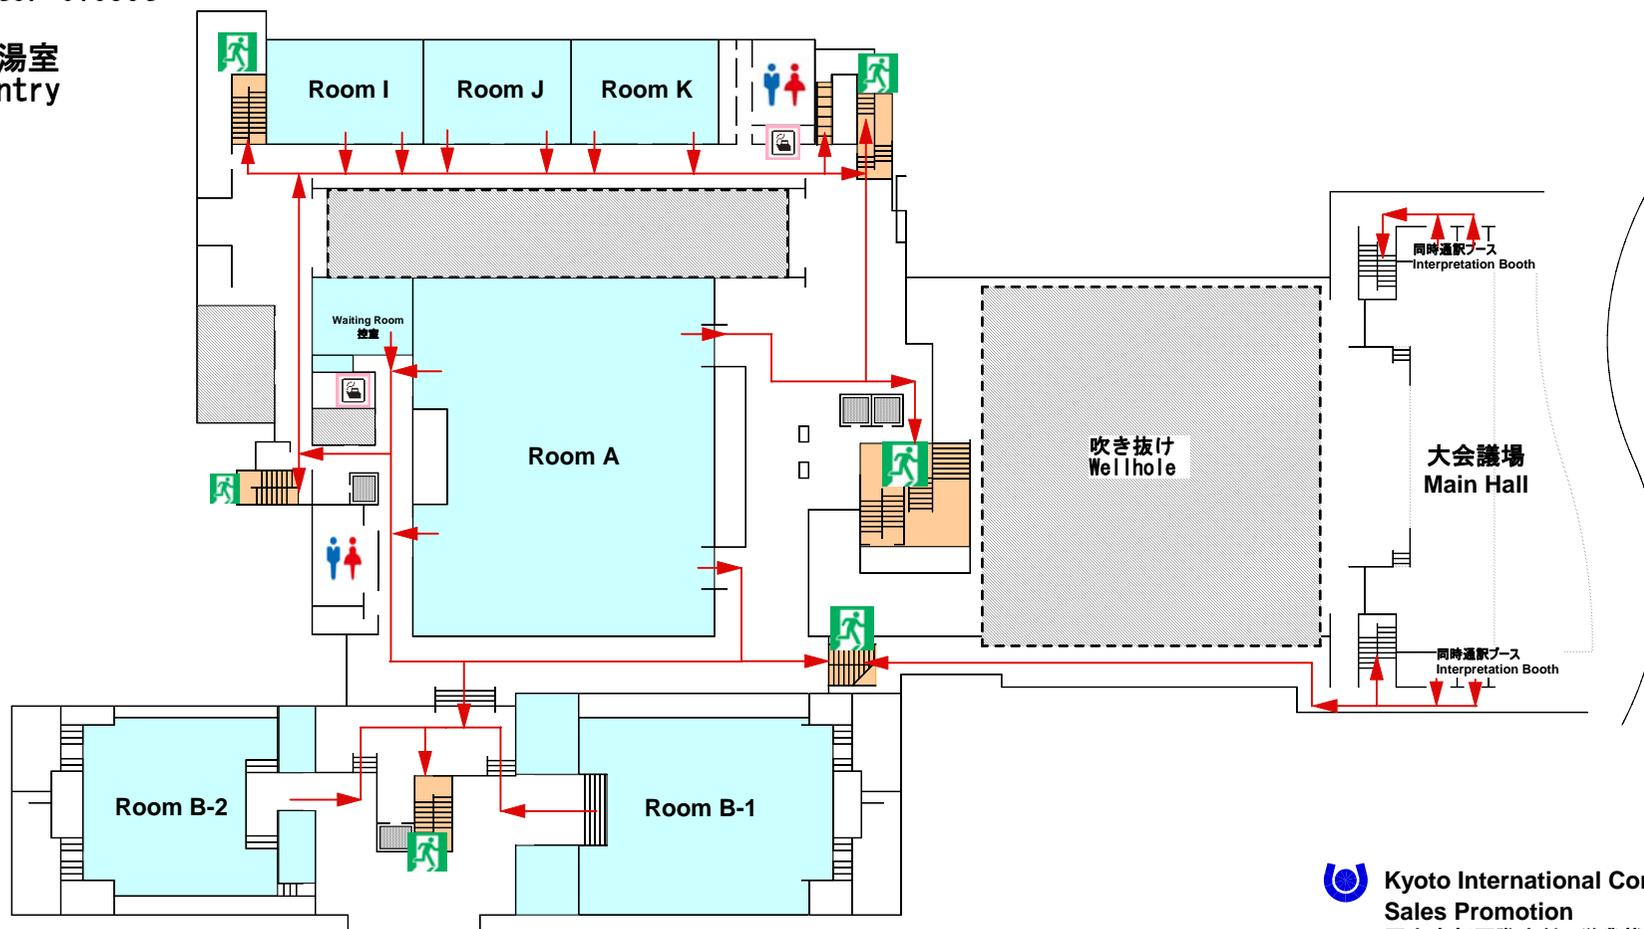 湯室
ntry
Room I
Room J
Room K
同時通訳ブース
Interpretation Booth
Waiting Room
控室
吹き抜け
Wellhole
大会議場
Main Hall
Room A
同時通訳ブース
Interpretation Booth
Room B-2
Room B-1
Kyoto International Co
Sales Promotion